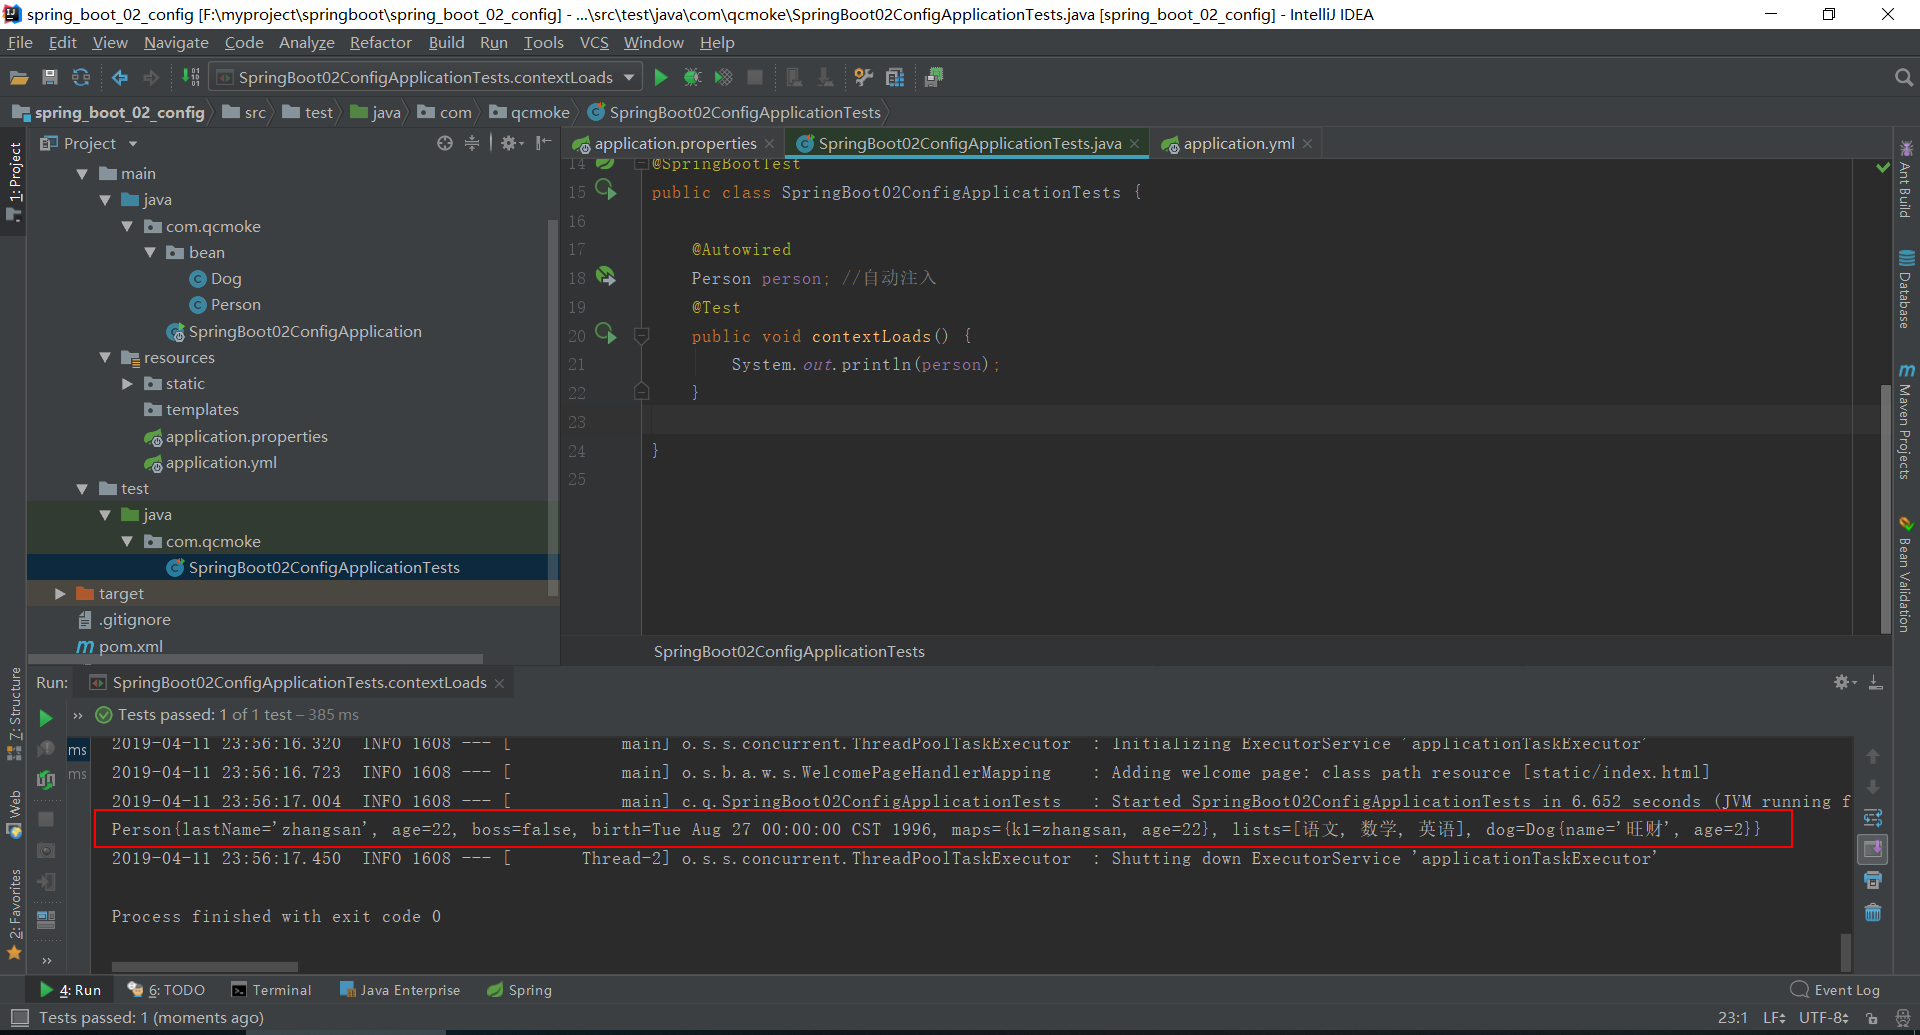 spring_boot_02_config [F:\myproject\springboot\spring_boot_02_config] - ...\src\test\java\com\qcmoke\SpringBoot02ConfigApplicationTests.java [spring_boot_02_config] - IntelliJ IDEA
File Edit View Navigate Code Analyze Refactor Build Run Tools VCS Window Help
SpringBoot02ConfigApplicationTests.contextLoads
spring_boot_02_config src test java com qcmoke SpringBoot02ConfigApplicationTests
Project
application.properties SpringBoot02ConfigApplicationTests.java application.yml
main
java
com.qcmoke
bean
Dog
Person
SpringBoot02ConfigApplication
resources
static
templates
application.properties
application.yml
test
java
com.qcmoke
SpringBoot02ConfigApplicationTests
target
.gitignore
pom.xml
14 @SpringBootTest
15 public class SpringBoot02ConfigApplicationTests {
16
17 @Autowired
18 Person person; //自动注入
19 @Test
20 public void contextLoads() {
21 System.out.println(person);
22 }
23
24 }
25
SpringBoot02ConfigApplicationTests
1: Project
7: Structure
Web
2: Favorites
Ant Build
Database
Maven Projects
Bean Validation
Run: SpringBoot02ConfigApplicationTests.contextLoads
Tests passed: 1 of 1 test – 385 ms
ms
ms
2019-04-11 23:56:16.320 INFO 1608 --- [ main] o.s.s.concurrent.ThreadPoolTaskExecutor : Initializing ExecutorService 'applicationTaskExecutor'
2019-04-11 23:56:16.723 INFO 1608 --- [ main] o.s.b.a.w.s.WelcomePageHandlerMapping : Adding welcome page: class path resource [static/index.html]
2019-04-11 23:56:17.004 INFO 1608 --- [ main] c.q.SpringBoot02ConfigApplicationTests : Started SpringBoot02ConfigApplicationTests in 6.652 seconds (JVM running f
Person{lastName='zhangsan', age=22, boss=false, birth=Tue Aug 27 00:00:00 CST 1996, maps={k1=zhangsan, age=22}, lists=[语文, 数学, 英语], dog=Dog{name='旺财', age=2}}
2019-04-11 23:56:17.450 INFO 1608 --- [ Thread-2] o.s.s.concurrent.ThreadPoolTaskExecutor : Shutting down ExecutorService 'applicationTaskExecutor'
Process finished with exit code 0
4: Run 6: TODO Terminal Java Enterprise Spring Event Log
Tests passed: 1 (moments ago) 23:1 LF UTF-8